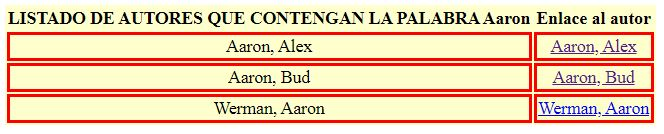 LISTADO DE AUTORES QUE CONTENGAN LA PALABRA Aaron Enlace al autor
Aaron, Alex Aaron, Alex
Aaron, Bud Aaron, Bud
Werman, Aaron Werman, Aaron